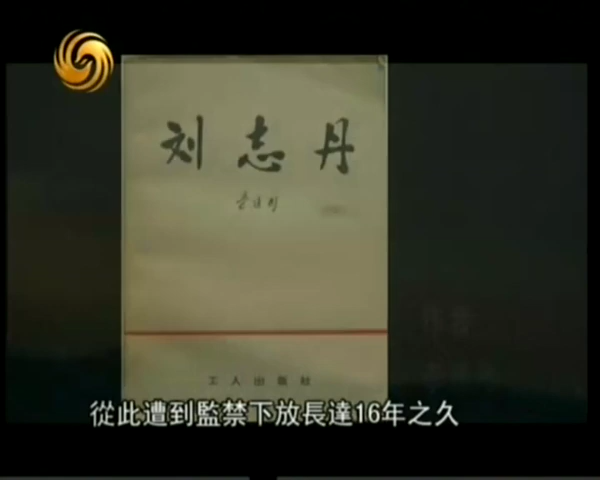 刘志丹
工人出版社
從此遭到監禁下放長達16年之久